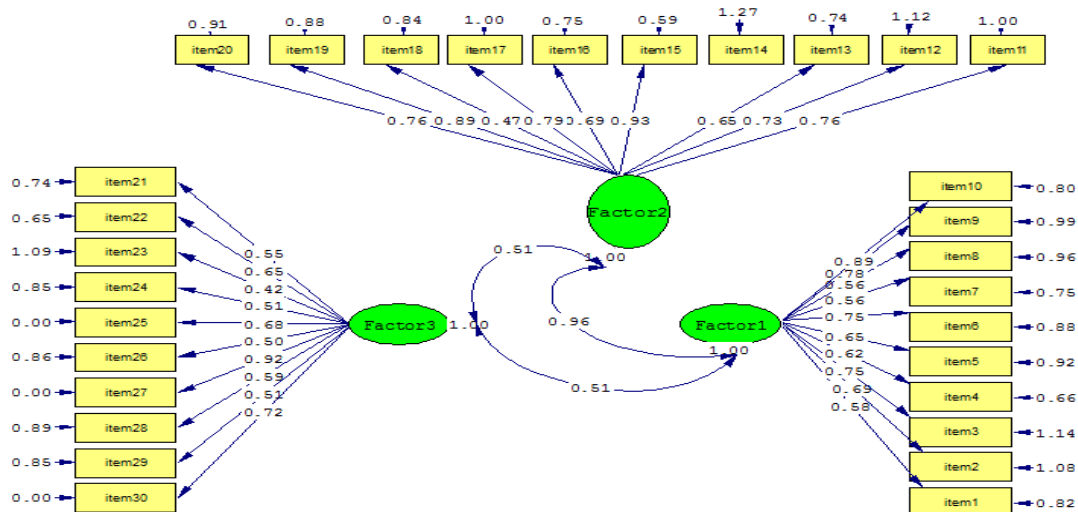 0.91 0.88 0.84 1.00 0.75 0.59 1.27 0.74 1.12 1.00
item20 item19 item18 item17 item16 item15 item14 item13 item12 item11
0.76 0.89 0.47 0.79 0.69 0.93 0.65 0.73 0.76
0.74 item21
0.65 item22
1.09 item23
0.85 item24
0.00 item25
0.86 item26
0.00 item27
0.89 item28
0.85 item29
0.00 item30
0.55
0.65
0.42
0.51
0.68
0.50
0.92
0.59
0.51
0.72
Factor3
1.00
Factor2
1.00
0.51
0.96
0.51
Factor1
1.00
0.89
0.78
0.56
0.56
0.75
0.65
0.62
0.75
0.69
0.58
item10 0.80
item9 0.99
item8 0.96
item7 0.75
item6 0.88
item5 0.92
item4 0.66
item3 1.14
item2 1.08
item1 0.82